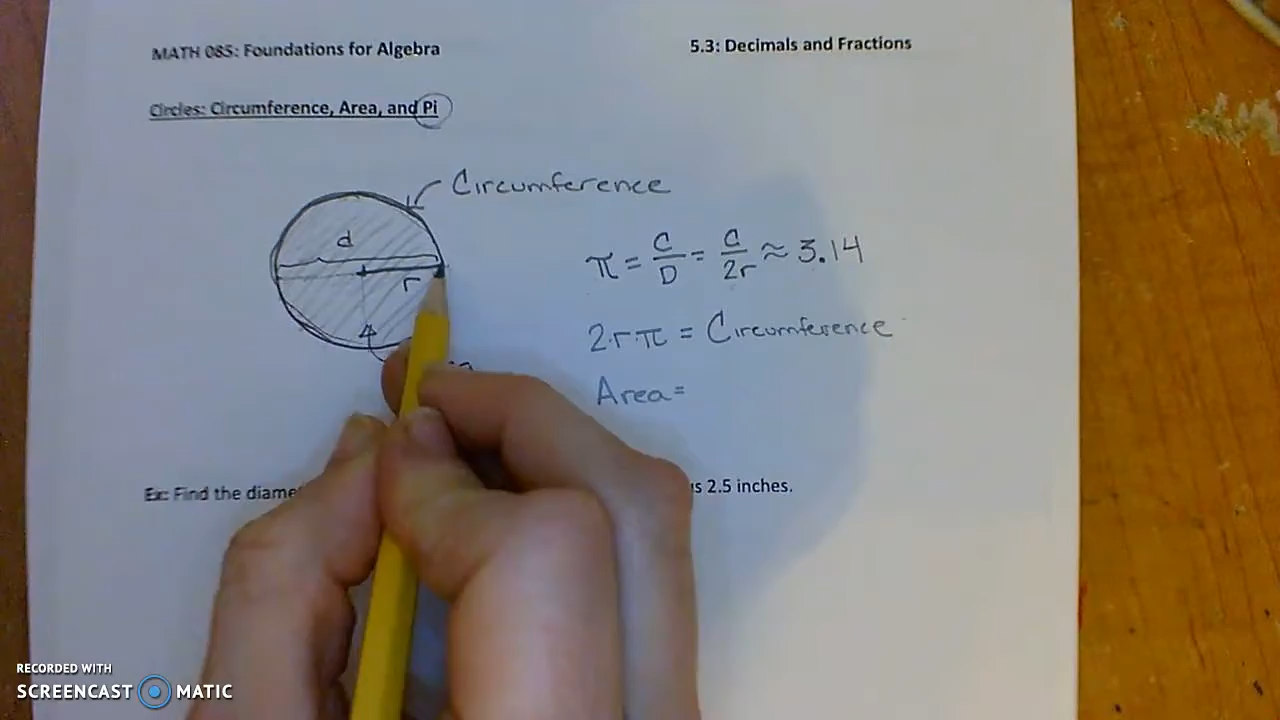 MATH 085: Foundations for Algebra
5.3: Decimals and Fractions
Circles: Circumference, Area, and Pi
Circumference
d
r
π = C/D = C/2r ≈ 3.14
2·r·π = Circumference
Area =
Ex: Find the
is 2.5 inches.
RECORDED WITH
SCREENCAST MATIC